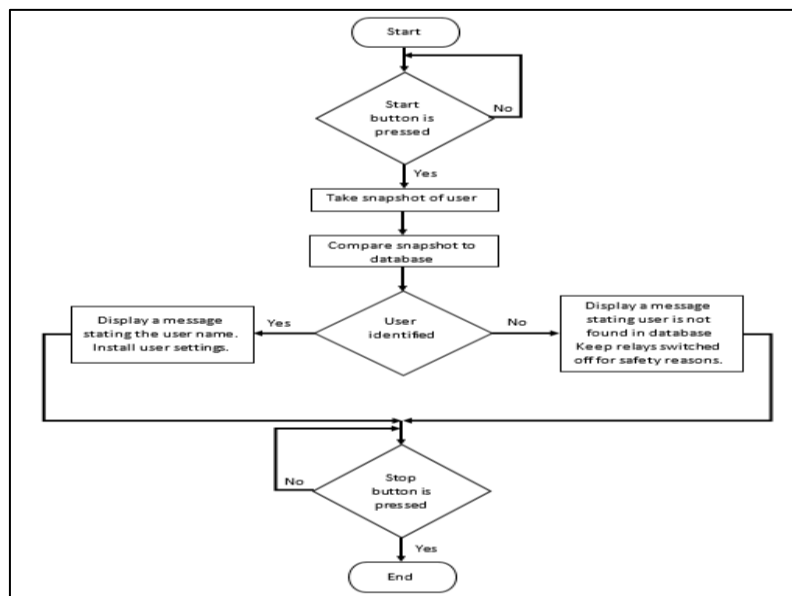 Start
Start
button is
pressed
No
Yes
Take snapshot of user
Compare snapshot to
database
Display a message
stating the user name.
Install user settings.
Yes
User
identified
No
Display a message
stating user is not
found in database
Keep relays switched
off for safety reasons.
Stop
button is
pressed
No
Yes
End